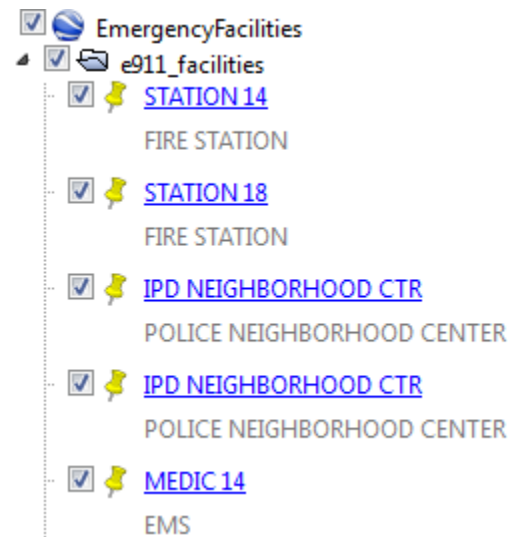 EmergencyFacilities
e911_facilities
STATION 14
FIRE STATION
STATION 18
FIRE STATION
IPD NEIGHBORHOOD CTR
POLICE NEIGHBORHOOD CENTER
IPD NEIGHBORHOOD CTR
POLICE NEIGHBORHOOD CENTER
MEDIC 14
EMS